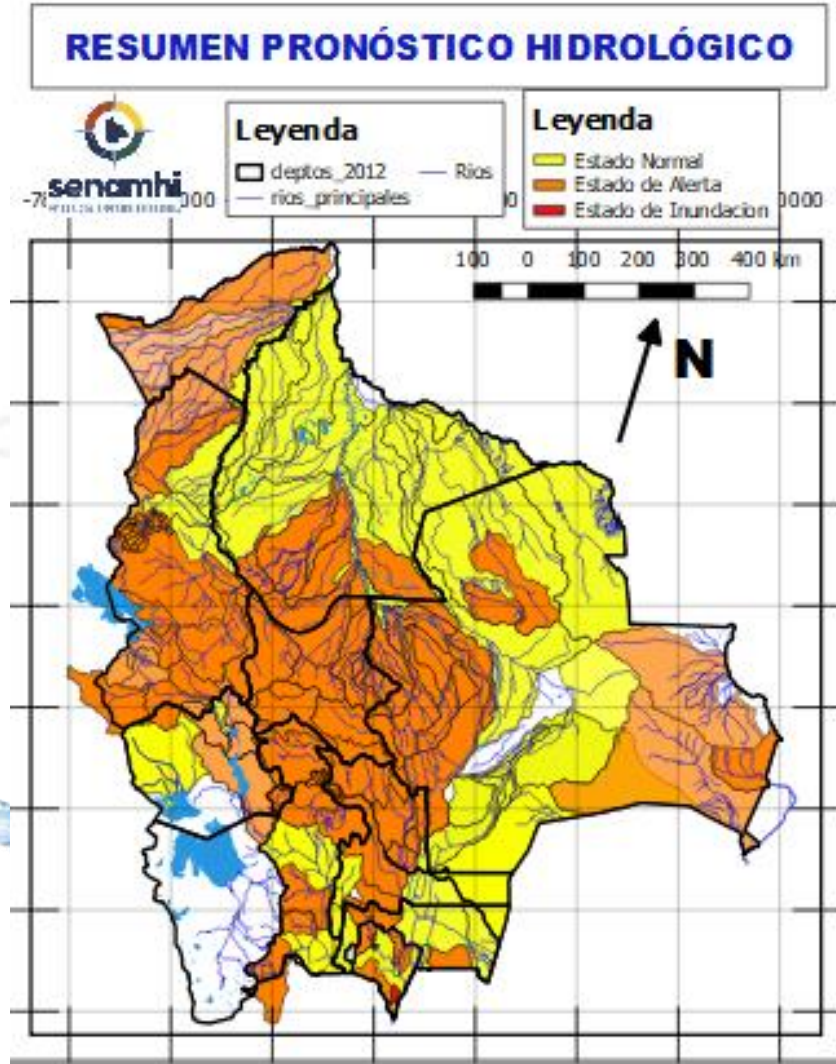 RESUMEN PRONÓSTICO HIDROLÓGICO
senamhi
Leyenda
deptos_2012
Rios
rios_principales
Leyenda
Estado Normal
Estado de Alerta
Estado de Inundacion
100 0 100 200 300 400 km
N